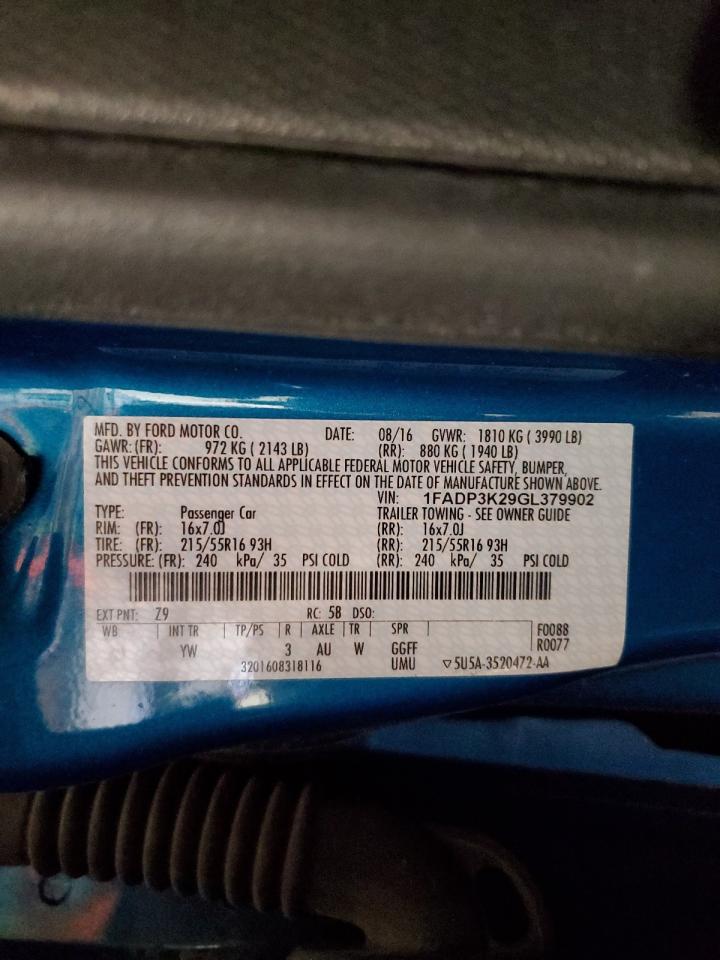 MFD. BY FORD MOTOR CO. DATE: 08/16 GVWR: 1810 KG ( 3990 LB)
GAWR: (FR): 972 KG ( 2143 LB) (RR): 880 KG ( 1940 LB)
THIS VEHICLE CONFORMS TO ALL APPLICABLE FEDERAL MOTOR VEHICLE SAFETY, BUMPER,
AND THEFT PREVENTION STANDARDS IN EFFECT ON THE DATE OF MANUFACTURE SHOWN ABOVE.
VIN: 1FADP3K29GL379902
TYPE: Passenger Car TRAILER TOWING - SEE OWNER GUIDE
RIM: (FR): 16x7.0J (RR): 16x7.0J
TIRE: (FR): 215/55R16 93H (RR): 215/55R16 93H
PRESSURE: (FR): 240 kPa/ 35 PSI COLD (RR): 240 kPa/ 35 PSI COLD
EXT PNT: Z9 RC: 58 DSO:
WB INT TR TP/PS R AXLE TR SPR F0088
YW 3 AU W GGFF R0077
3201608318116 UMU ▽5U5A-3520472-AA